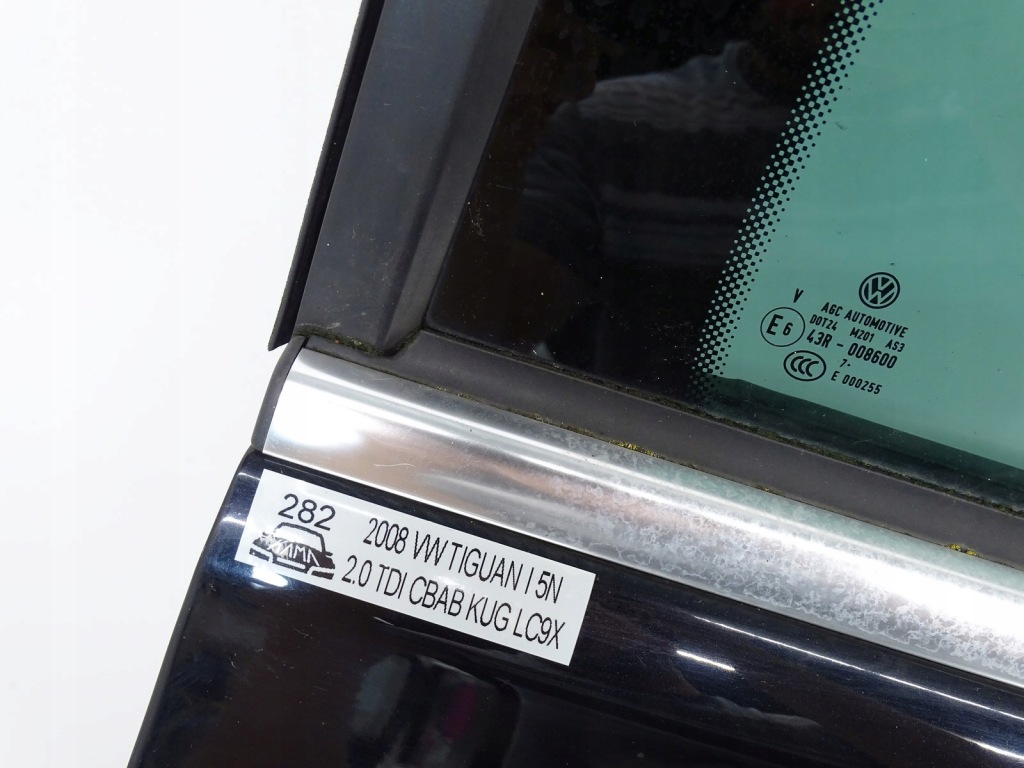 V
AGC AUTOMOTIVE
DOT24 M201 AS3
E6
43R - 008600
7·
CCC
E 000255
282
2008 VW TIGUAN I 5N
2.0 TDI CBAB KUG LC9X